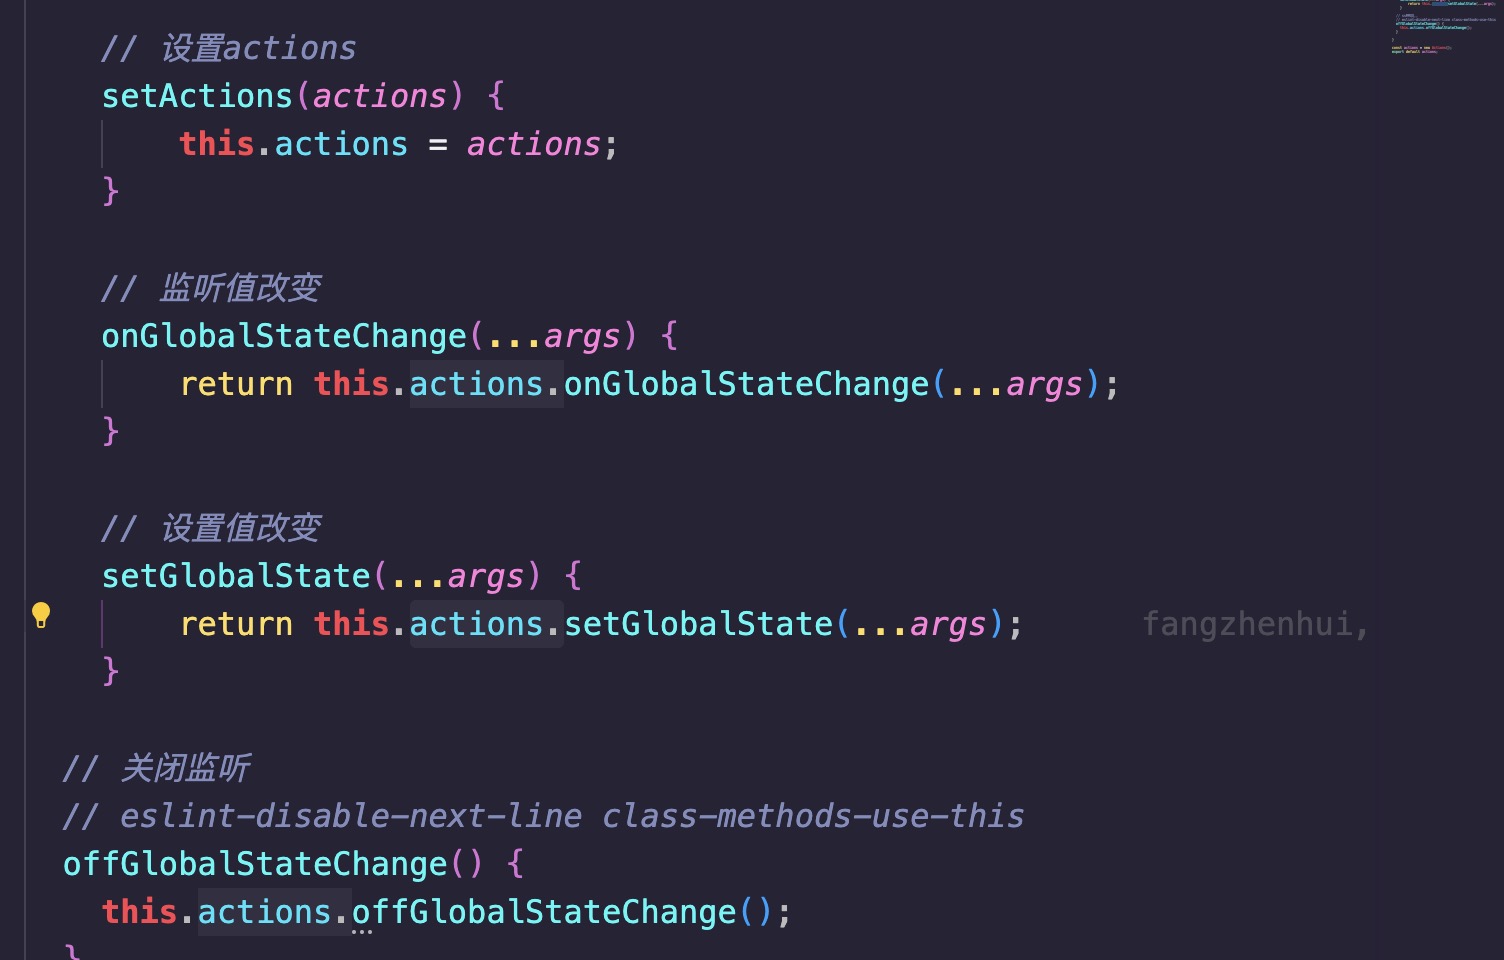 // 设置actions
setActions(actions) {
this.actions = actions;
}
// 监听值改变
onGlobalStateChange(...args) {
return this.actions.onGlobalStateChange(...args);
}
// 设置值改变
setGlobalState(...args) {
return this.actions.setGlobalState(...args); fangzhenhui,
}
// 关闭监听
// eslint-disable-next-line class-methods-use-this
offGlobalStateChange() {
this.actions.offGlobalStateChange();
}